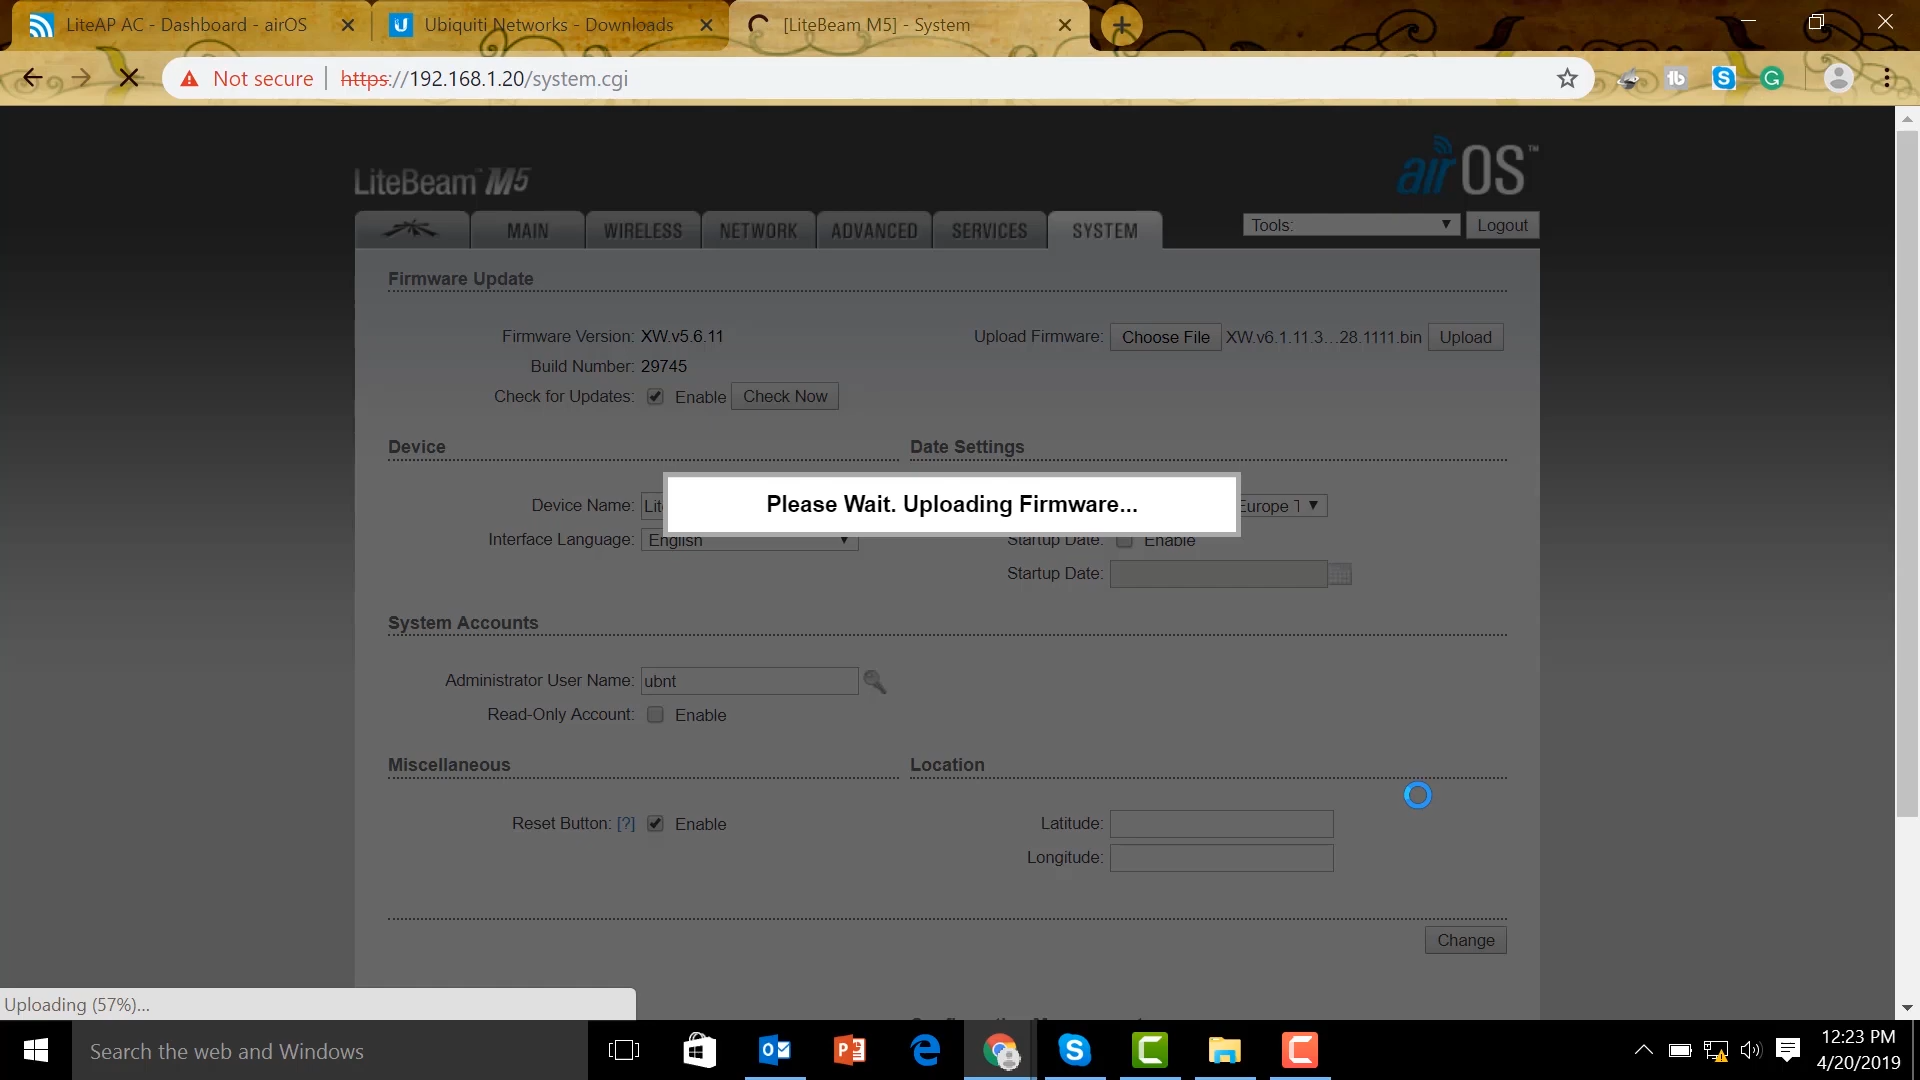 LiteAP AC - Dashboard - airOS
Ubiquiti Networks - Downloads
[LiteBeam M5] - System
Not secure
https://192.168.1.20/system.cgi
LiteBeam™ M5
airOS™
MAIN
WIRELESS
NETWORK
ADVANCED
SERVICES
SYSTEM
Tools:
Logout
Firmware Update
Firmware Version: XW.v5.6.11
Upload Firmware: Choose File XW.v6.1.11.3...28.1111.bin Upload
Build Number: 29745
Check for Updates: Enable Check Now
Device
Date Settings
Device Name: Lit
Europe T
Please Wait. Uploading Firmware...
Interface Language: English
Startup Date: Enable
Startup Date:
System Accounts
Administrator User Name: ubnt
Read-Only Account: Enable
Miscellaneous
Location
Reset Button: [?] Enable
Latitude:
Longitude:
Change
Uploading (57%)...
Search the web and Windows
12:23 PM
4/20/2019